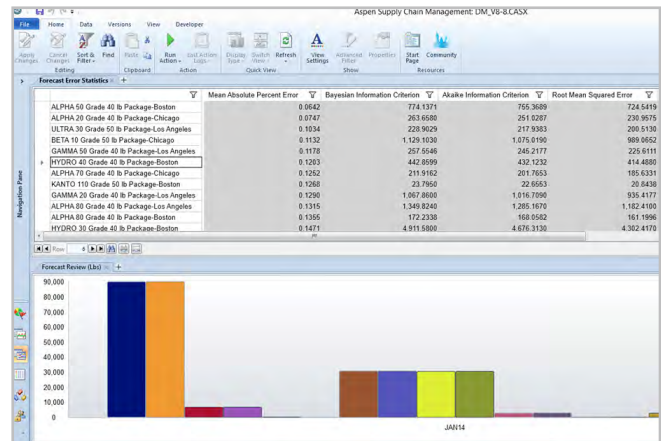 Aspen Supply Chain Management: DM_V8-8.CASX
File Home Data Versions View Developer
Apply Changes Cancel Changes Sort & Filter Find Paste Run Action Display Type Switch View Refresh View Settings Advanced Filter Properties Start Page Community
Editing Clipboard Action Quick View Show Resources
Forecast Error Statistics
Mean Absolute Percent Error Bayesian Information Criterion Akaike Information Criterion Root Mean Squared Error
ALPHA 50 Grade 40 lb Package-Boston 0.0642 774.1371 755.3689 724.5419
ALPHA 20 Grade 40 lb Package-Chicago 0.0747 263.6580 251.0287 230.9575
ULTRA 30 Grade 50 lb Package-Los Angeles 0.1034 228.9029 217.9383 200.5130
BETA 10 Grade 50 lb Package-Chicago 0.1132 1,129.1030 1,075.0190 989.0652
GAMMA 50 Grade 40 lb Package-Los Angeles 0.1178 257.5546 245.2177 225.6111
HYDRO 40 Grade 40 lb Package-Boston 0.1203 442.8599 432.1232 414.4880
ALPHA 70 Grade 40 lb Package-Chicago 0.1252 211.9162 201.7653 185.6331
KANTO 110 Grade 50 lb Package-Boston 0.1268 23.7950 22.6553 20.8438
GAMMA 20 Grade 40 lb Package-Los Angeles 0.1290 1,067.8600 1,016.7090 935.4177
ALPHA 80 Grade 40 lb Package-Los Angeles 0.1315 1,349.8240 1,285.1670 1,182.4100
ALPHA 80 Grade 40 lb Package-Boston 0.1355 172.2338 168.0582 161.1996
HYDRO 30 Grade 40 lb Package-Boston 0.1471 4,911.5800 4,676.3130 4,302.4170
Row 6
Navigation Pane
Forecast Review (Lbs)
90,000
80,000
70,000
60,000
50,000
40,000
30,000
20,000
10,000
0
JAN14